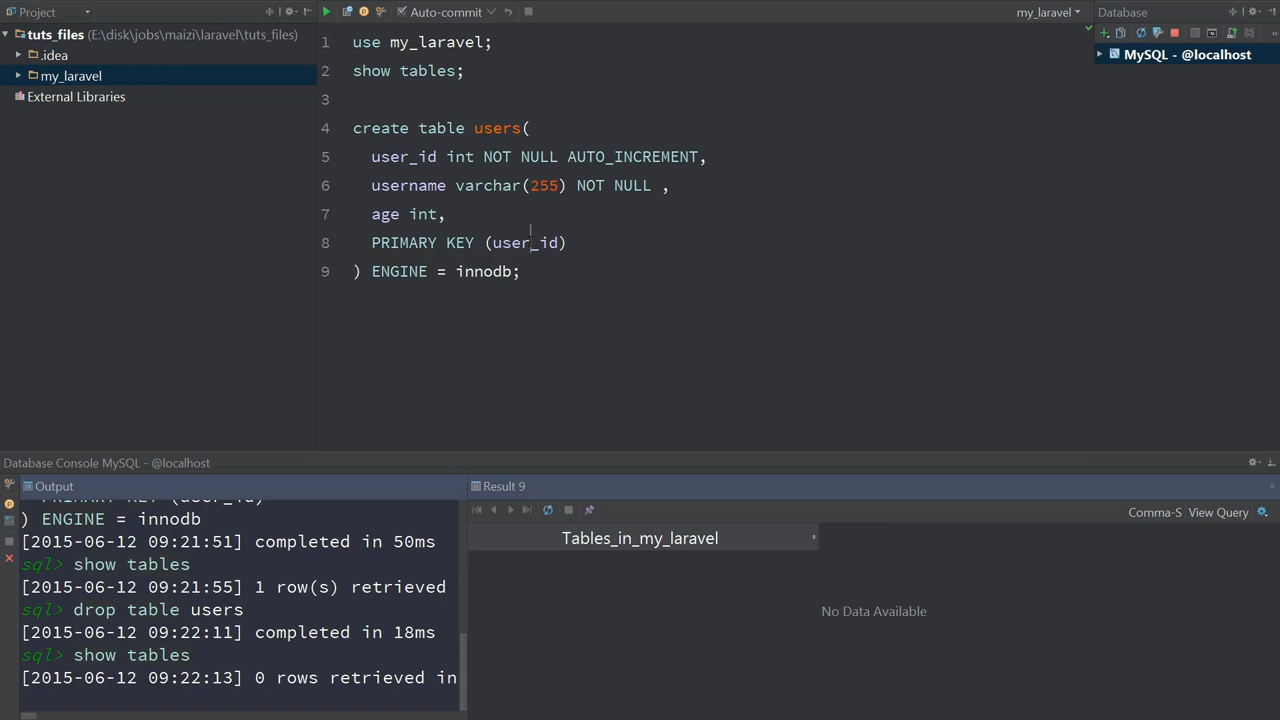 Project
Auto-commit
my_laravel
Database
tuts_files (E:\disk\jobs\maizi\laravel\tuts_files)
.idea
my_laravel
External Libraries
MySQL - @localhost
1 use my_laravel;
2 show tables;
3
4 create table users(
5 user_id int NOT NULL AUTO_INCREMENT,
6 username varchar(255) NOT NULL ,
7 age int,
8 PRIMARY KEY (user_id)
9 ) ENGINE = innodb;
Database Console MySQL - @localhost
Output
PRIMARY KEY (user_id)
) ENGINE = innodb
[2015-06-12 09:21:51] completed in 50ms
sql> show tables
[2015-06-12 09:21:55] 1 row(s) retrieved
sql> drop table users
[2015-06-12 09:22:11] completed in 18ms
sql> show tables
[2015-06-12 09:22:13] 0 rows retrieved in
Result 9
Comma-S View Query
Tables_in_my_laravel
No Data Available